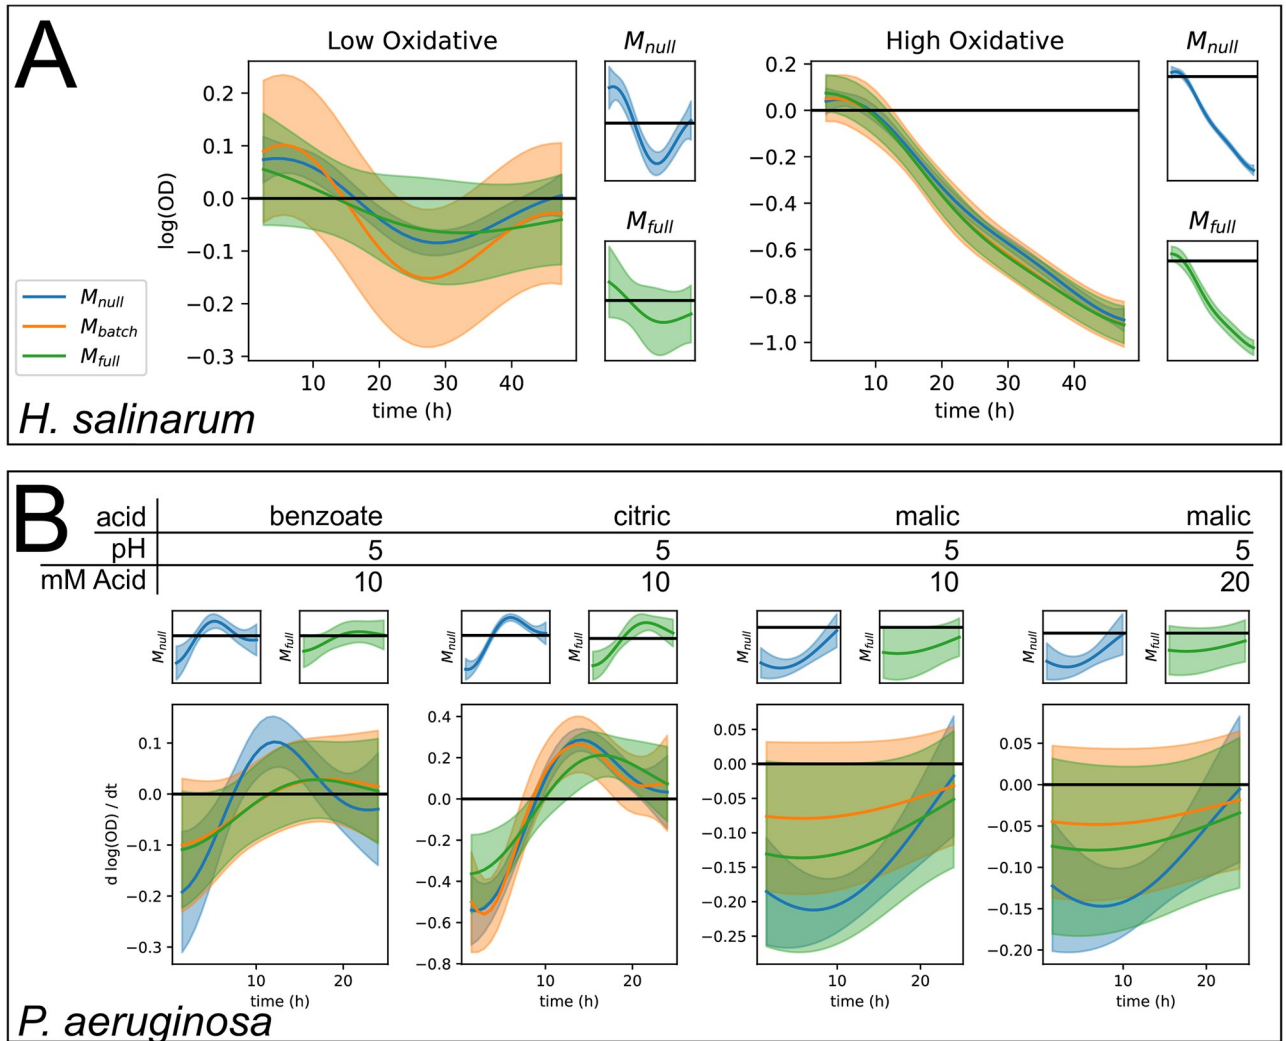 A
Low Oxidative
M_null
High Oxidative
M_null
log(OD)
0.2
0.1
0.0
−0.1
−0.2
−0.3
10 20 30 40
time (h)
M_full
0.2
0.0
−0.2
−0.4
−0.6
−0.8
−1.0
10 20 30 40
time (h)
M_full
M_null
M_batch
M_full
H. salinarum
B
acid benzoate citric malic malic
pH 5 5 5 5
mM Acid 10 10 10 20
M_null M_full M_null M_full M_null M_full M_null M_full
d log(OD) / dt
0.1
0.0
−0.1
−0.2
−0.3
10 20
time (h)
0.4
0.2
0.0
−0.2
−0.4
−0.6
−0.8
10 20
time (h)
0.05
0.00
−0.05
−0.10
−0.15
−0.20
−0.25
10 20
time (h)
0.05
0.00
−0.05
−0.10
−0.15
−0.20
10 20
time (h)
P. aeruginosa